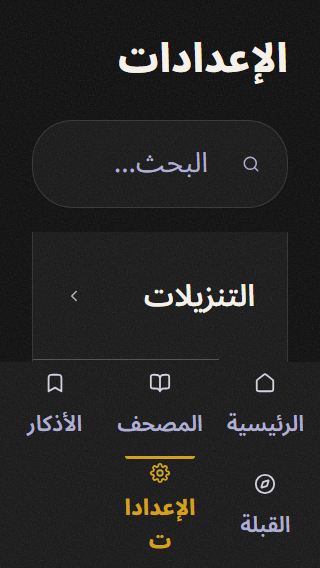 الإعدادات
البحث...
التنزيلات
الرئيسية
المصحف
الأذكار
القبلة
الإعدادا
ت